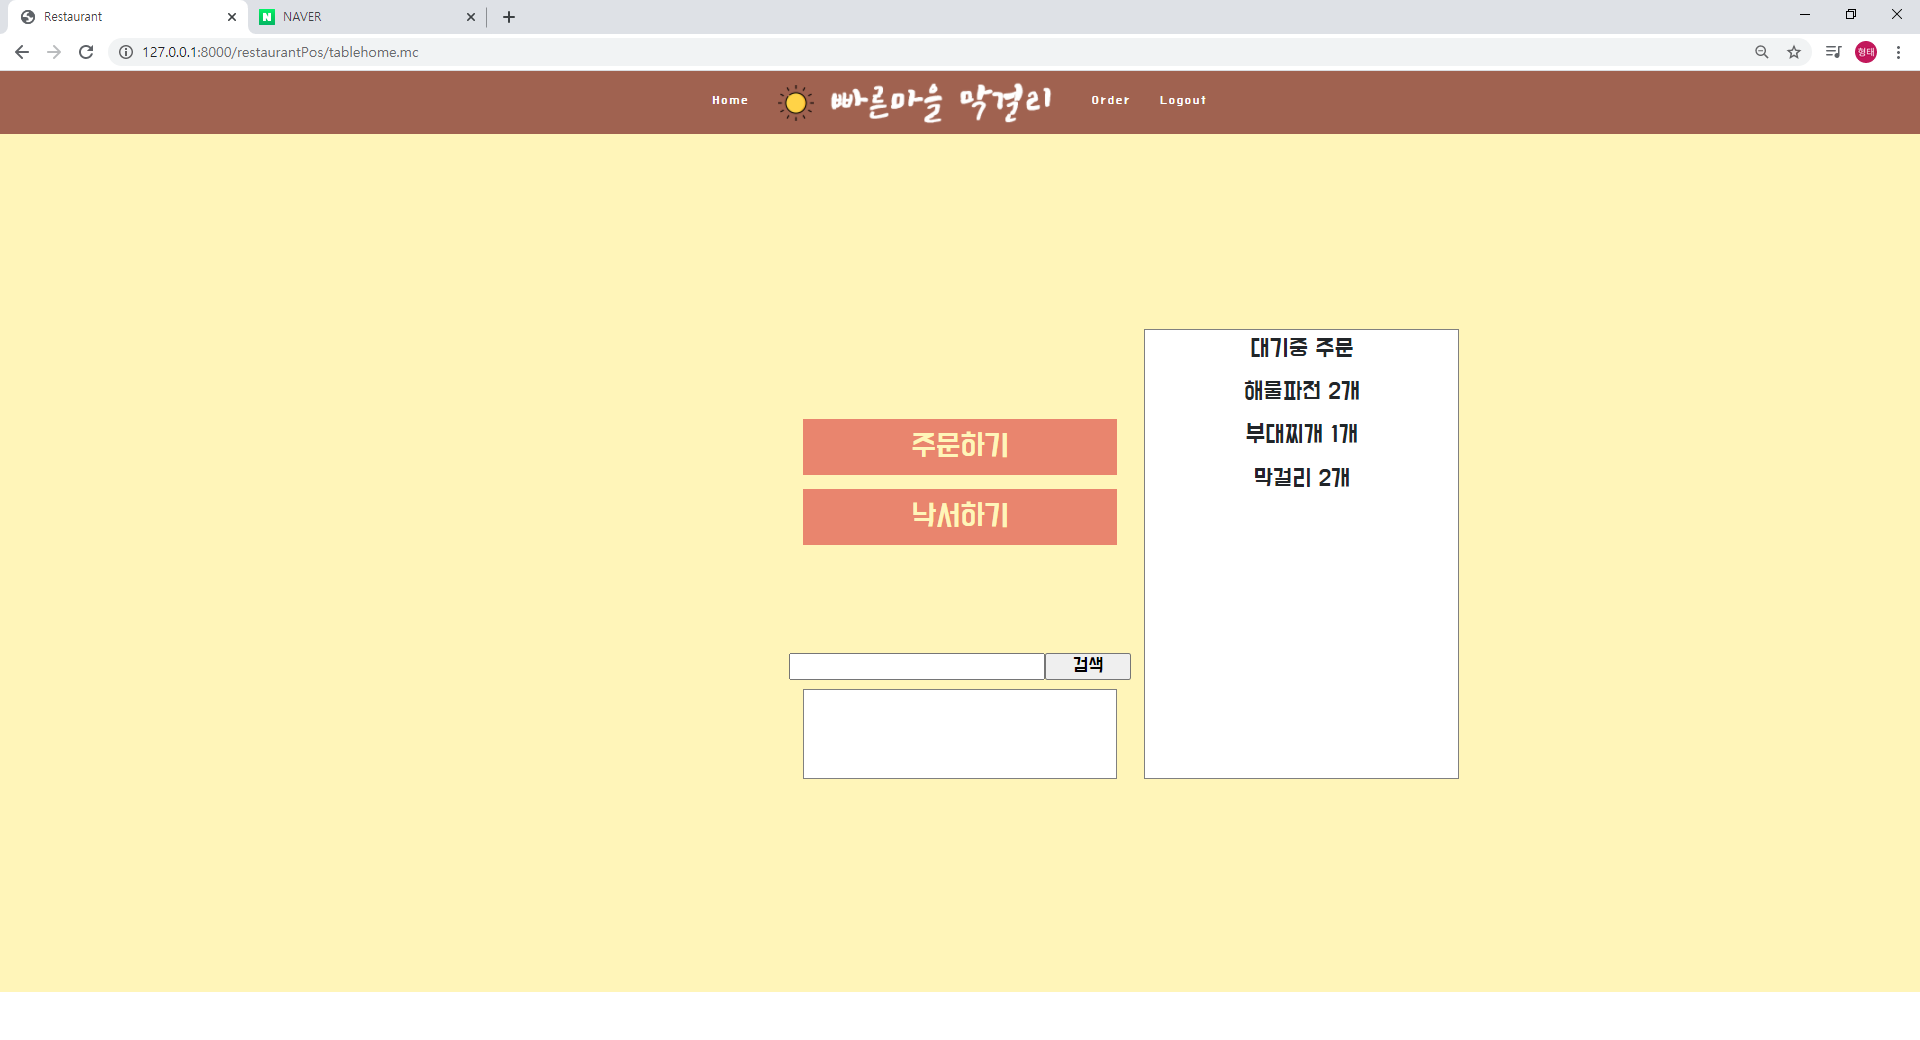 Restaurant
NAVER
127.0.0.1:8000/restaurantPos/tablehome.mc
형태
Home
빠른마을 막걸리
Order
Logout
대기중 주문
해물파전 2개
부대찌개 1개
막걸리 2개
주문하기
낙서하기
검색